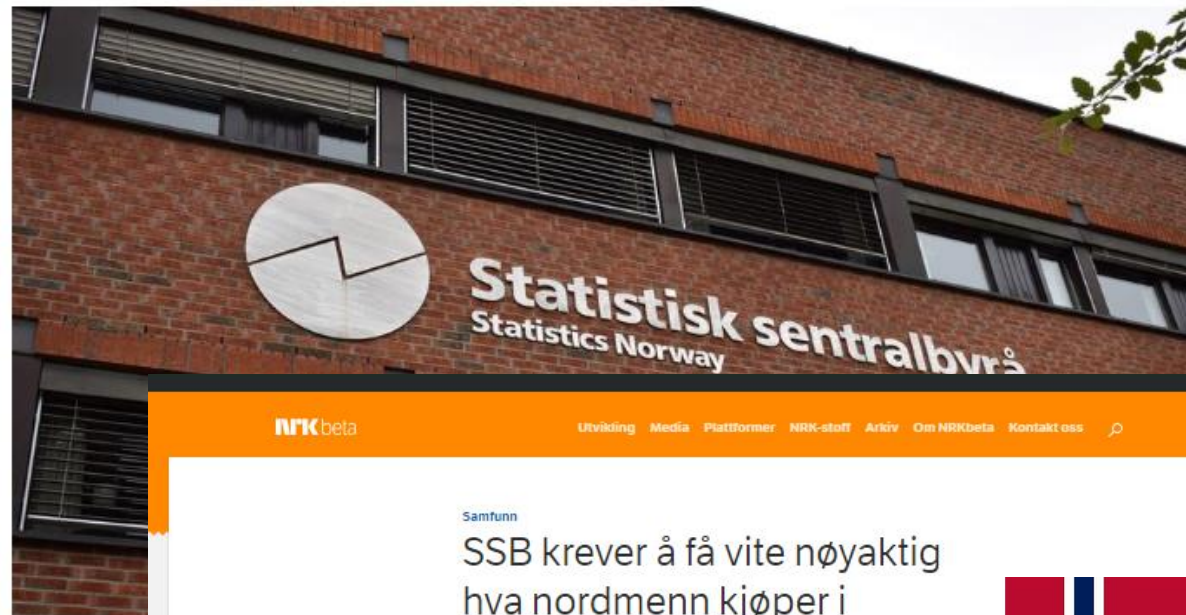 Statistisk sentralbyrå
Statistics Norway
NRK beta
Utvikling Media Plattformer NRK-stoff Arkiv Om NRKbeta Kontakt oss
Samfunn
SSB krever å få vite nøyaktig
hva nordmenn kjøper i